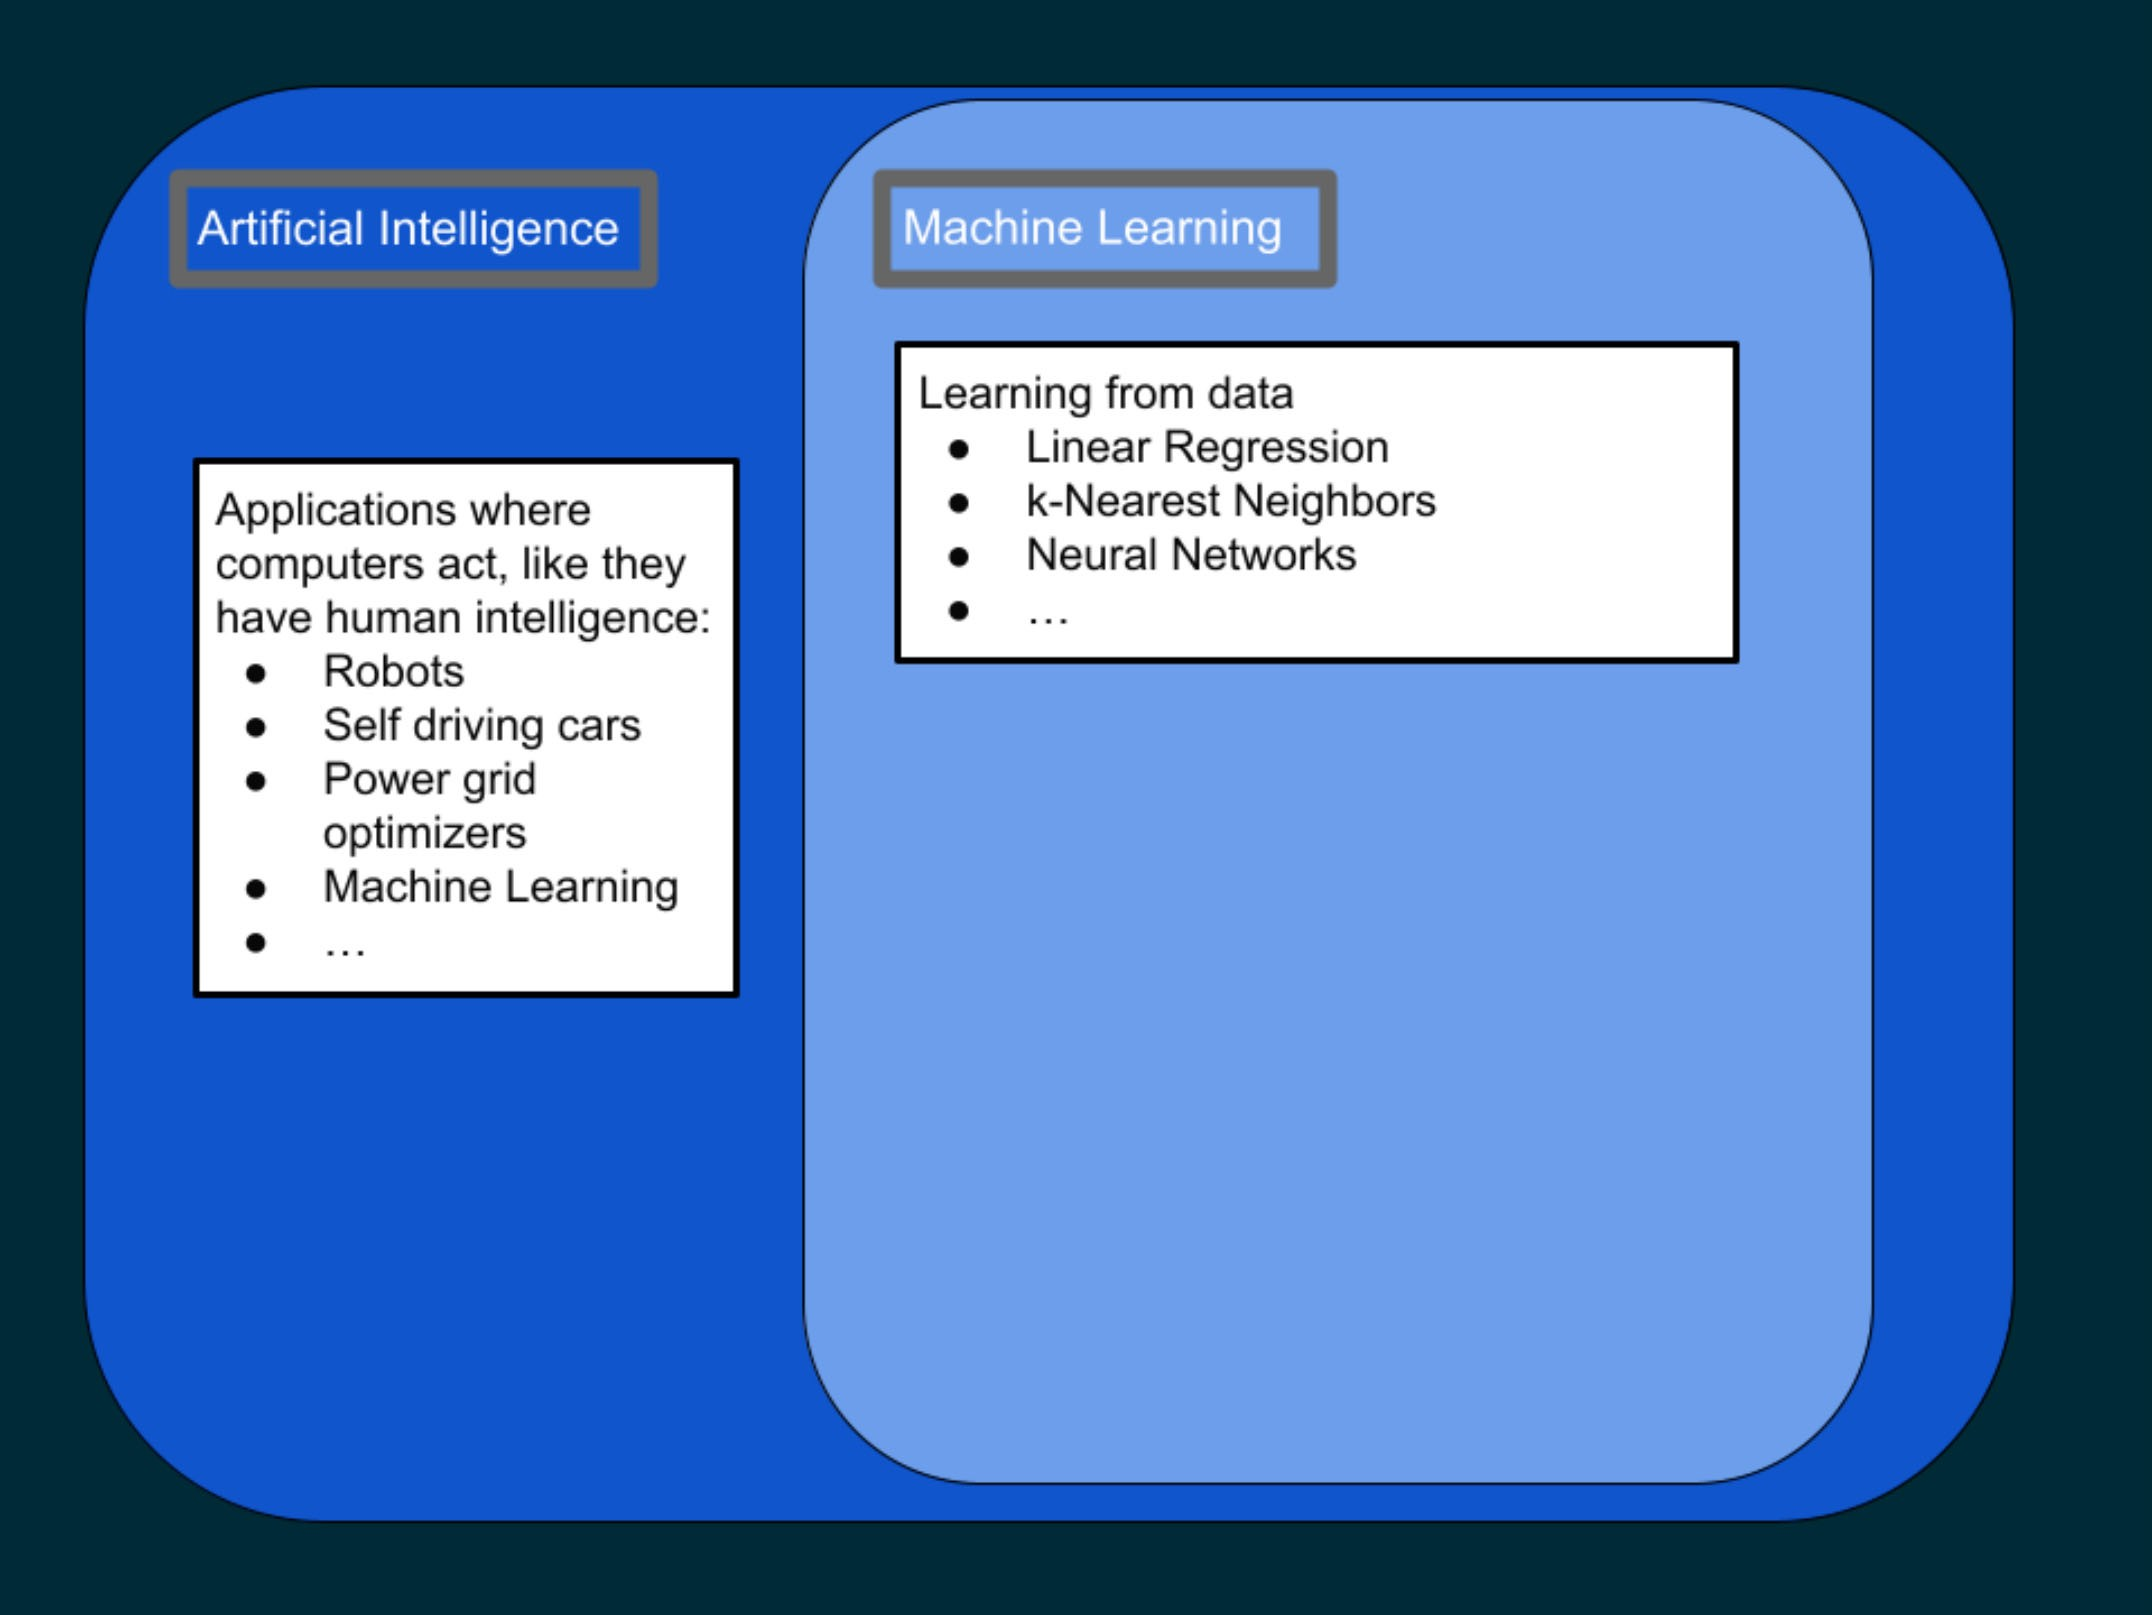 Artificial Intelligence
Machine Learning
Applications where
computers act, like they
have human intelligence:
● Robots
● Self driving cars
● Power grid
optimizers
● Machine Learning
● …
Learning from data
● Linear Regression
● k-Nearest Neighbors
● Neural Networks
● …